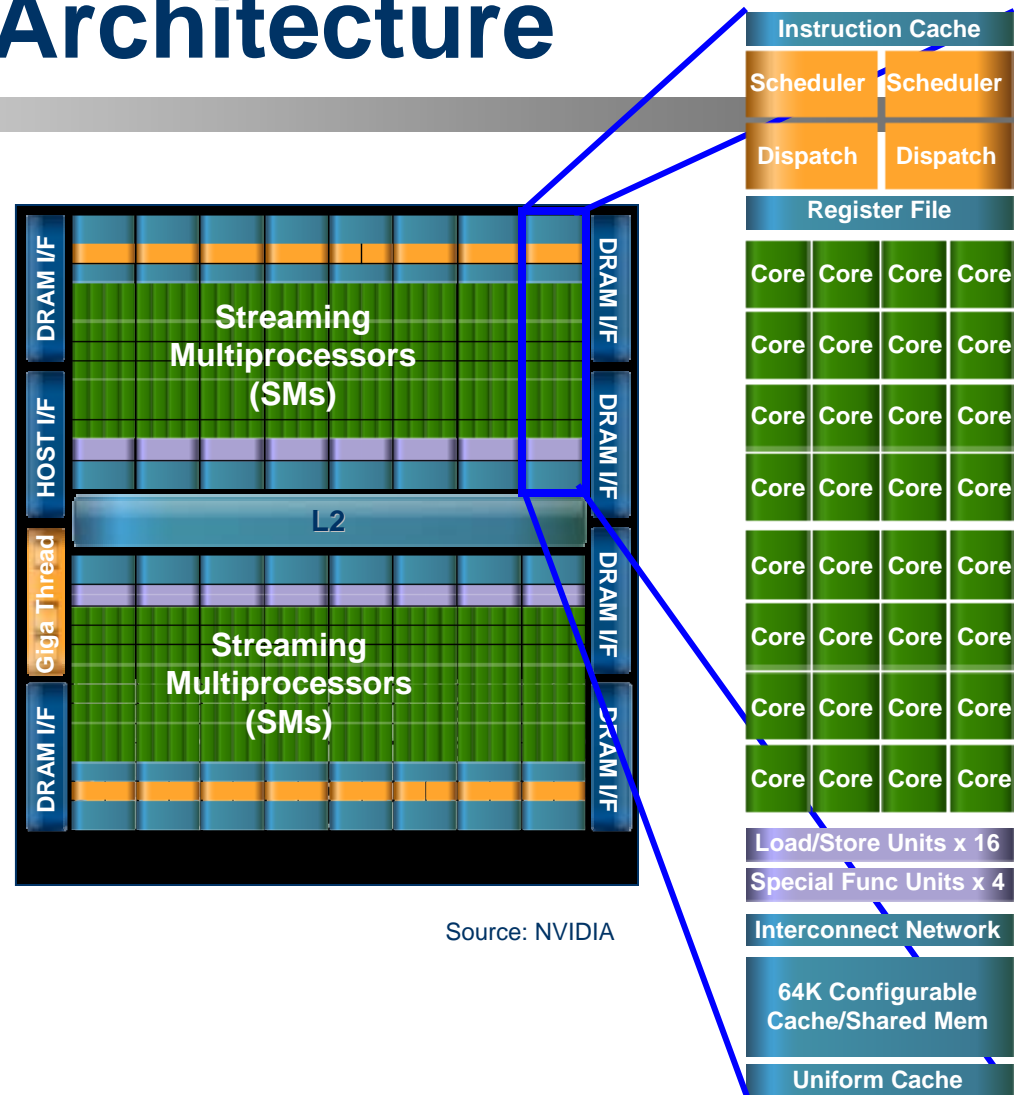 Architecture
DRAM I/F
HOST I/F
Giga Thread
DRAM I/F
Streaming
Multiprocessors
(SMs)
L2
Streaming
Multiprocessors
(SMs)
DRAM I/F
DRAM I/F
DRAM I/F
DRAM I/F
Source: NVIDIA
Instruction Cache
Scheduler Scheduler
Dispatch Dispatch
Register File
Core Core Core Core
Core Core Core Core
Core Core Core Core
Core Core Core Core
Core Core Core Core
Core Core Core Core
Core Core Core Core
Core Core Core Core
Load/Store Units x 16
Special Func Units x 4
Interconnect Network
64K Configurable
Cache/Shared Mem
Uniform Cache